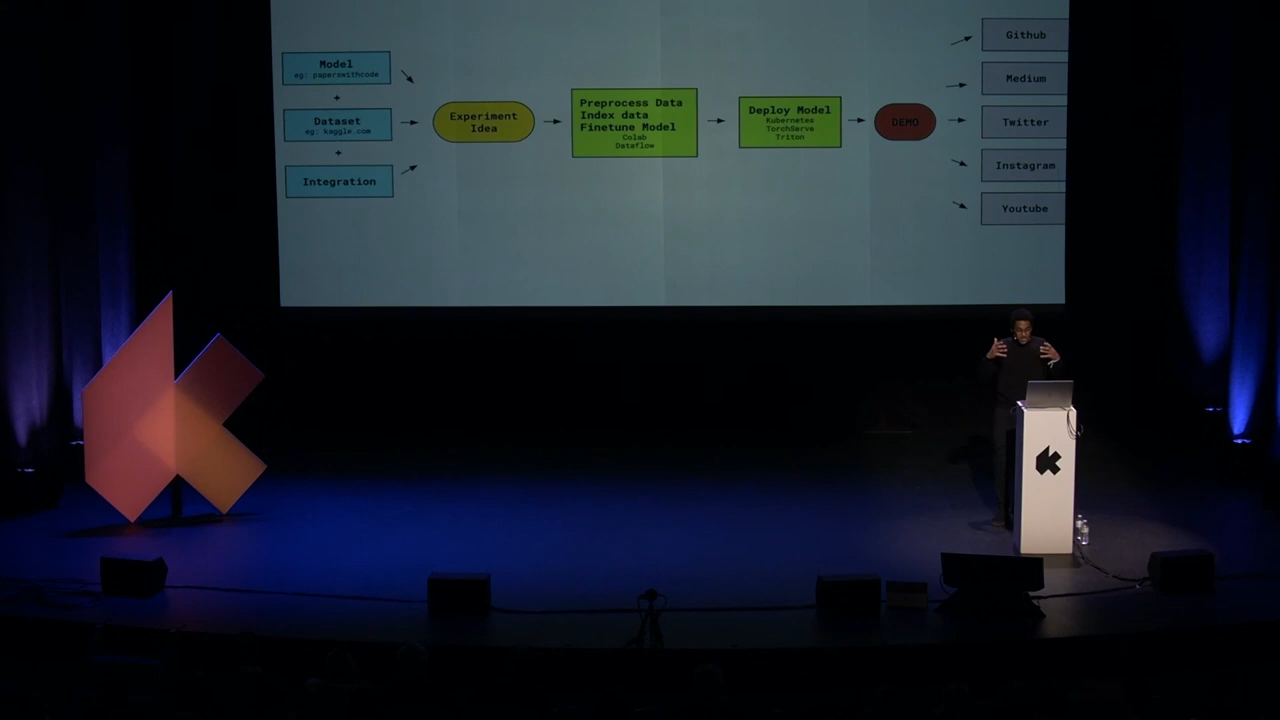 Model
eg: paperswithcode
+
Dataset
eg: kaggle.com
+
Integration
Experiment
Idea
Preprocess Data
Index data
Finetune Model
Colab
Dataflow
Deploy Model
Kubernetes
TorchServe
Triton
DEMO
Github
Medium
Twitter
Instagram
Youtube